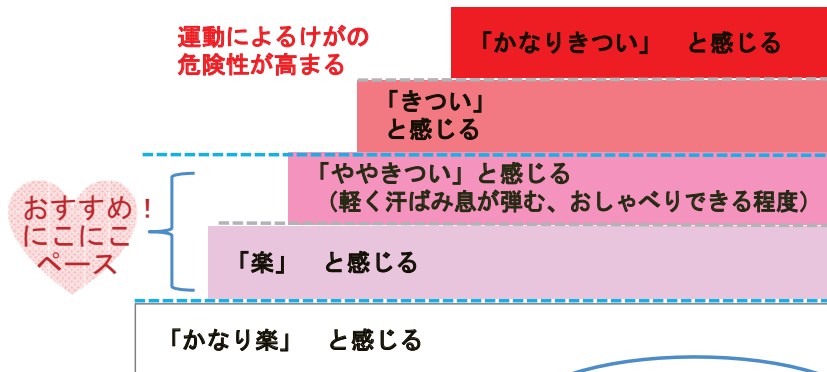 運動によるけがの
危険性が高まる
「かなりきつい」　と感じる
「きつい」
と感じる
「ややきつい」と感じる
（軽く汗ばみ息が弾む、おしゃべりできる程度）
おすすめ！
にこにこ
ペース
「楽」　と感じる
「かなり楽」　と感じる